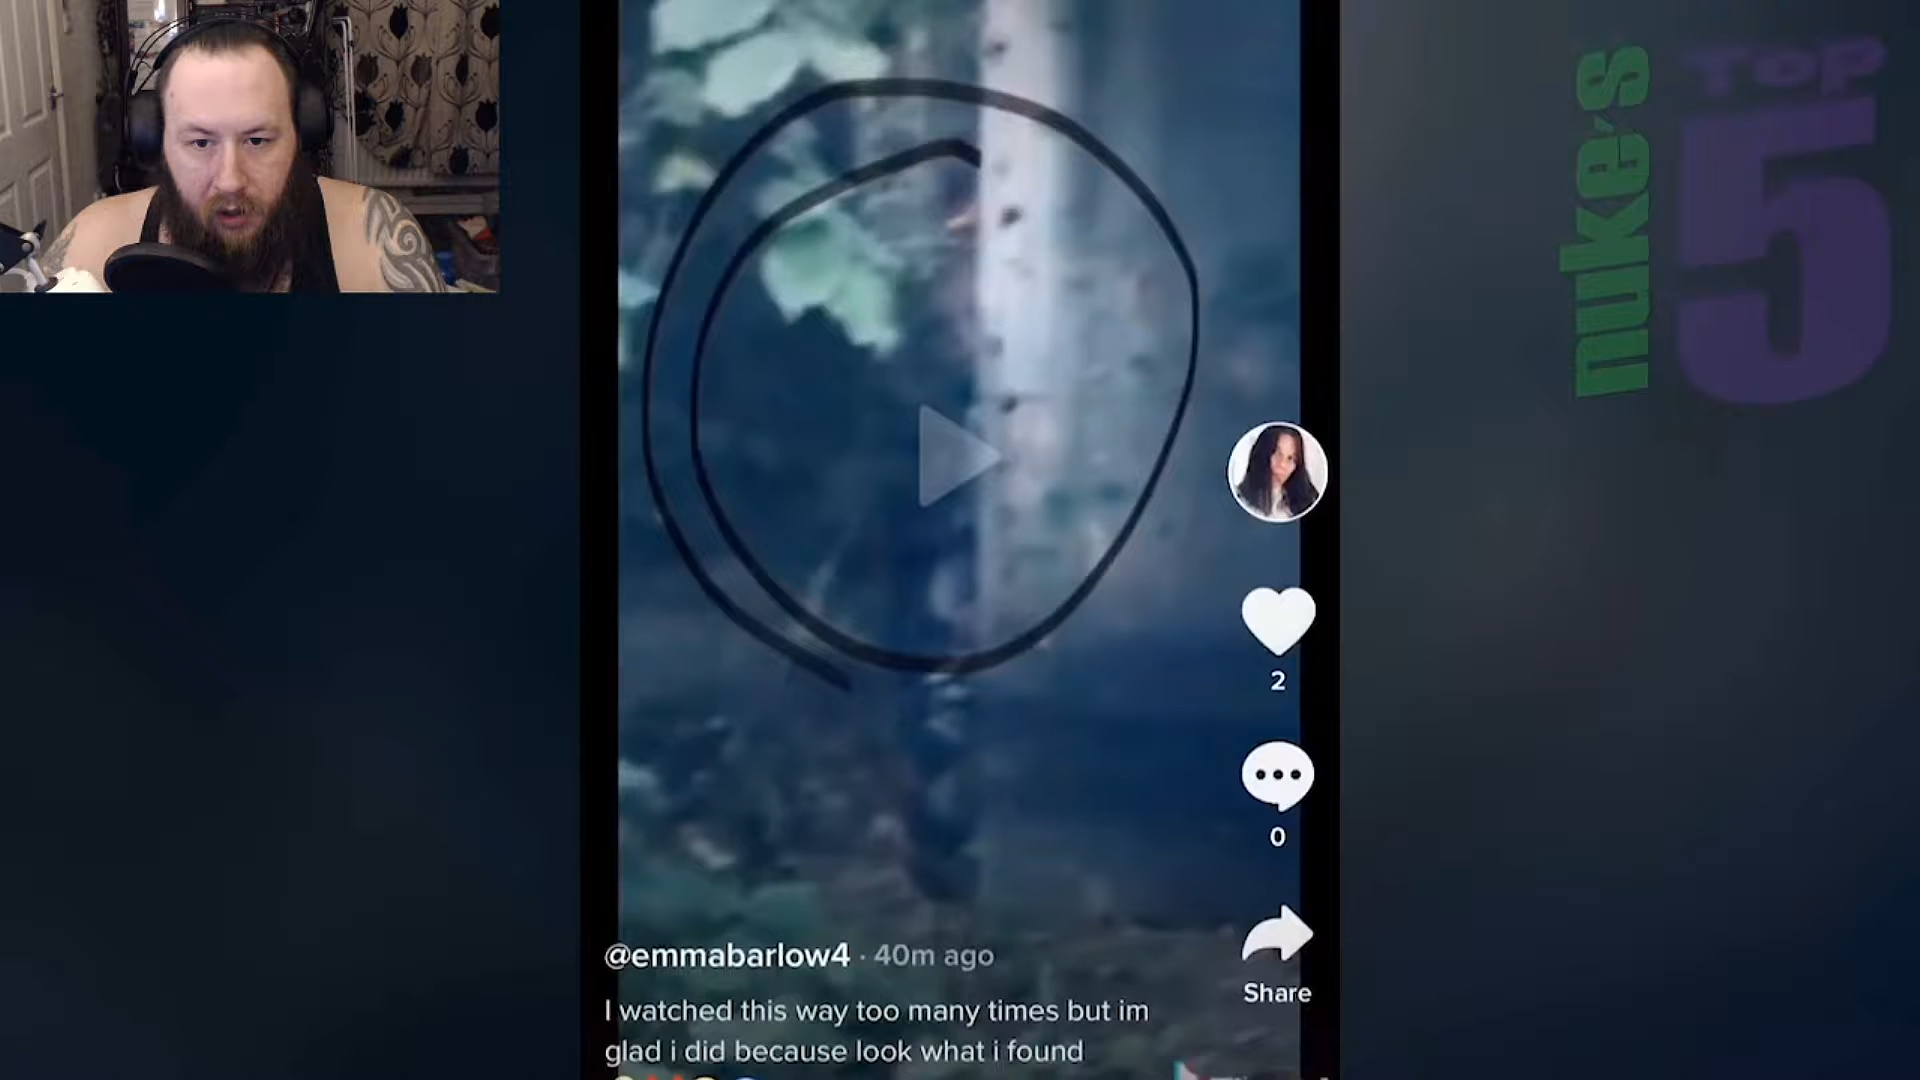 nuke's
Top
5
2
0
Share
@emmabarlow4 · 40m ago
I watched this way too many times but im
glad i did because look what i found